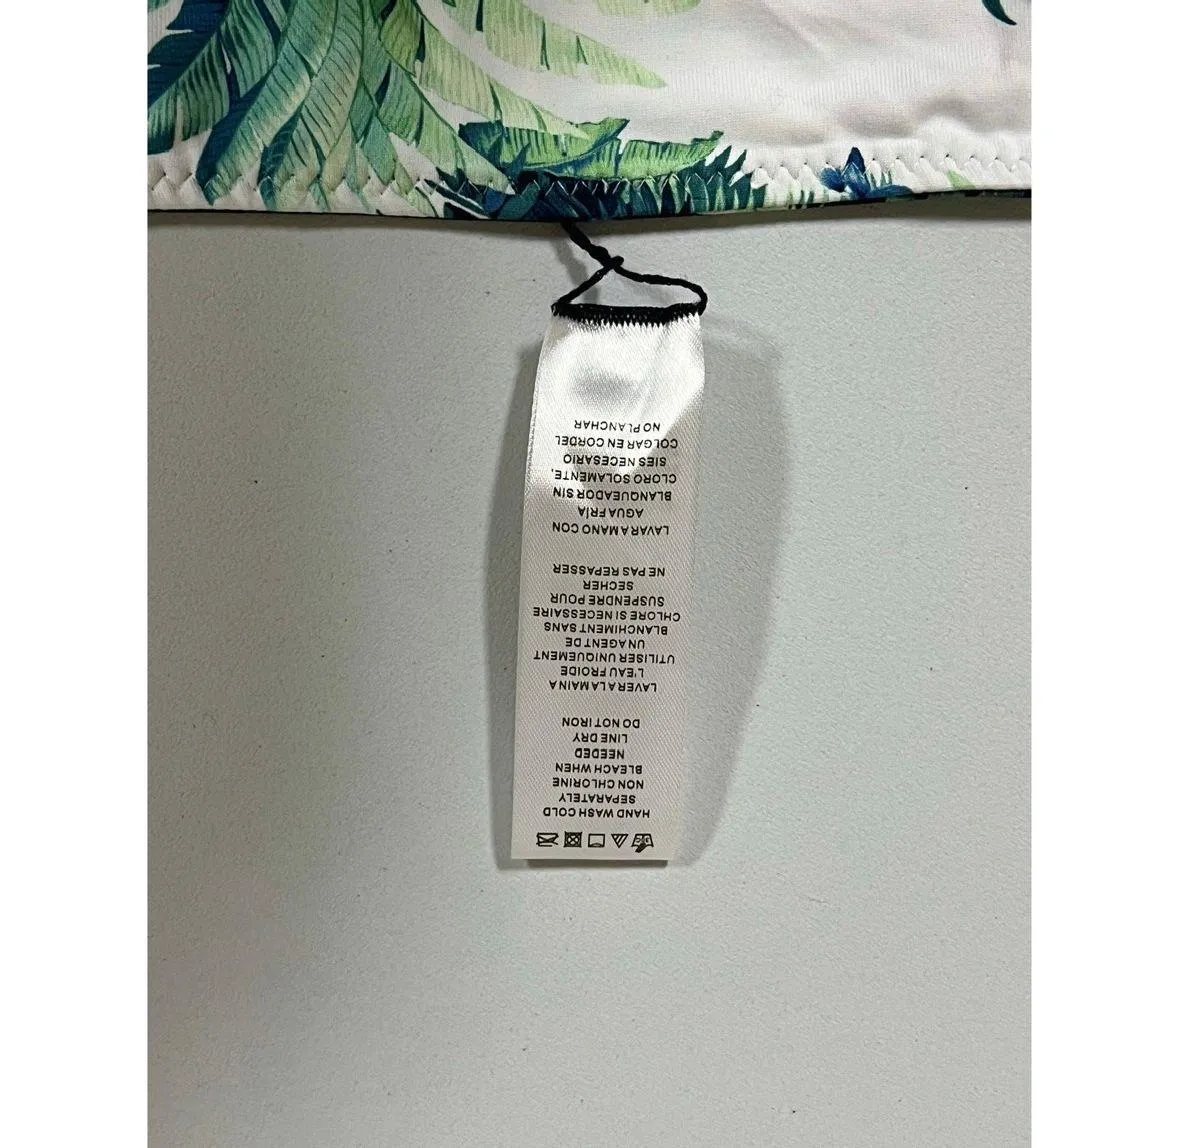 HAND WASH COLD
SEPARATELY
NON CHLORINE
BLEACH WHEN
NEEDED
LINE DRY
DO NOT IRON
LAVER A LA MAIN A
L'EAU FROIDE
UTILISER UNIQUEMENT
UN AGENT DE
BLANCHIMENT SANS
CHLORE SI NECESSAIRE
SUSPENDRE POUR
SECHER
NE PAS REPASSER
LAVAR A MANO CON
AGUA FRÍA
BLANQUEADOR SIN
CLORO SOLAMENTE,
SI ES NECESARIO
COLGAR EN CORDEL
NO PLANCHAR